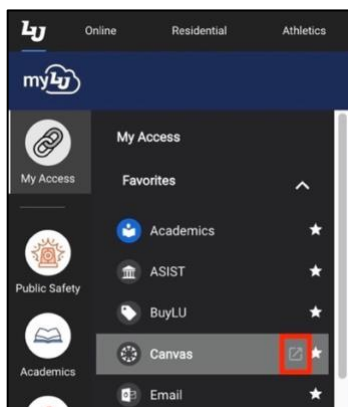 LU Online Residential Athletics
myLU
My Access
Favorites
My Access
Academics
ASIST
Public Safety
BuyLU
Canvas
Academics
Email